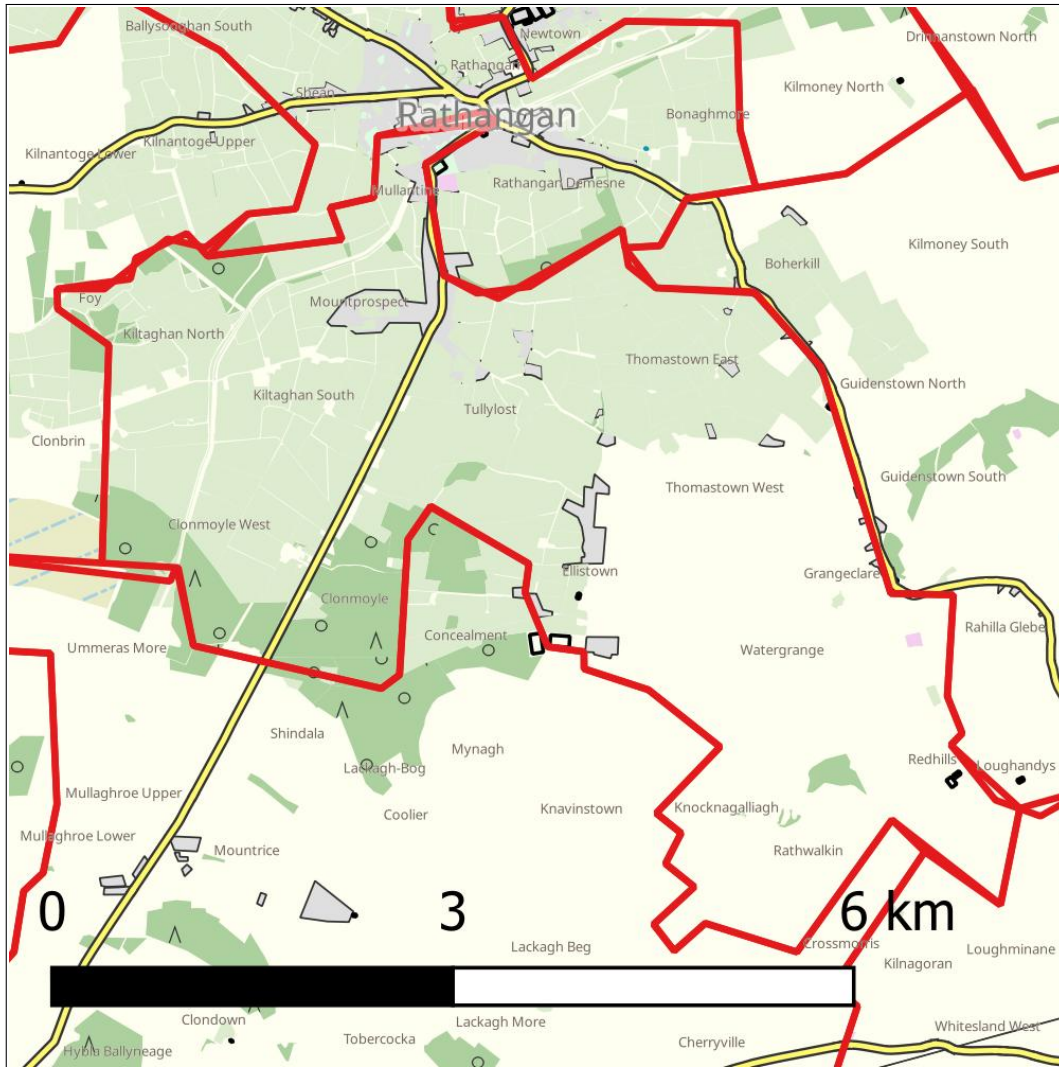 Ballysooghan South
Newtown
Drinnanstown North
Rathangan
Kilmoney North
Shean
Rathangan
Bonaghmore
Kilnantoge Upper
Kilnantoge Lower
Mullantine
Rathangan Demesne
Kilmoney South
Boherkill
Foy
Mountprospect
Kiltaghan North
Thomastown East
Guidenstown North
Kiltaghan South
Tullylost
Clonbrin
Guidenstown South
Thomastown West
Clonmoyle West
Ellistown
Grangeclare
Clonmoyle
Rahilla Glebe
Concealment
Ummeras More
Watergrange
Shindala
Mynagh
Redhills
Loughandys
Lackagh-Bog
Mullaghroe Upper
Coolier
Knavinstown
Knocknagalliagh
Mullaghroe Lower
Mountrice
Rathwalkin
0 3 6 km
Lackagh Beg
Crossmorris
Loughminane
Kilnagoran
Clondown
Lackagh More
Whitesland West
Tobercocka
Cherryville
Hybla Ballyneage